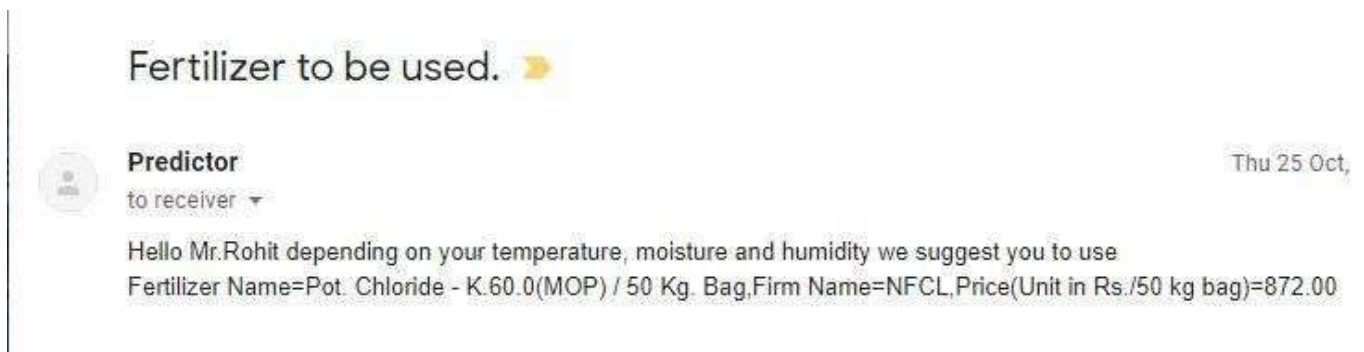 Fertilizer to be used.
Predictor
Thu 25 Oct,
to receiver
Hello Mr.Rohit depending on your temperature, moisture and humidity we suggest you to use
Fertilizer Name=Pot. Chloride - K.60.0(MOP) / 50 Kg. Bag,Firm Name=NFCL,Price(Unit in Rs./50 kg bag)=872.00